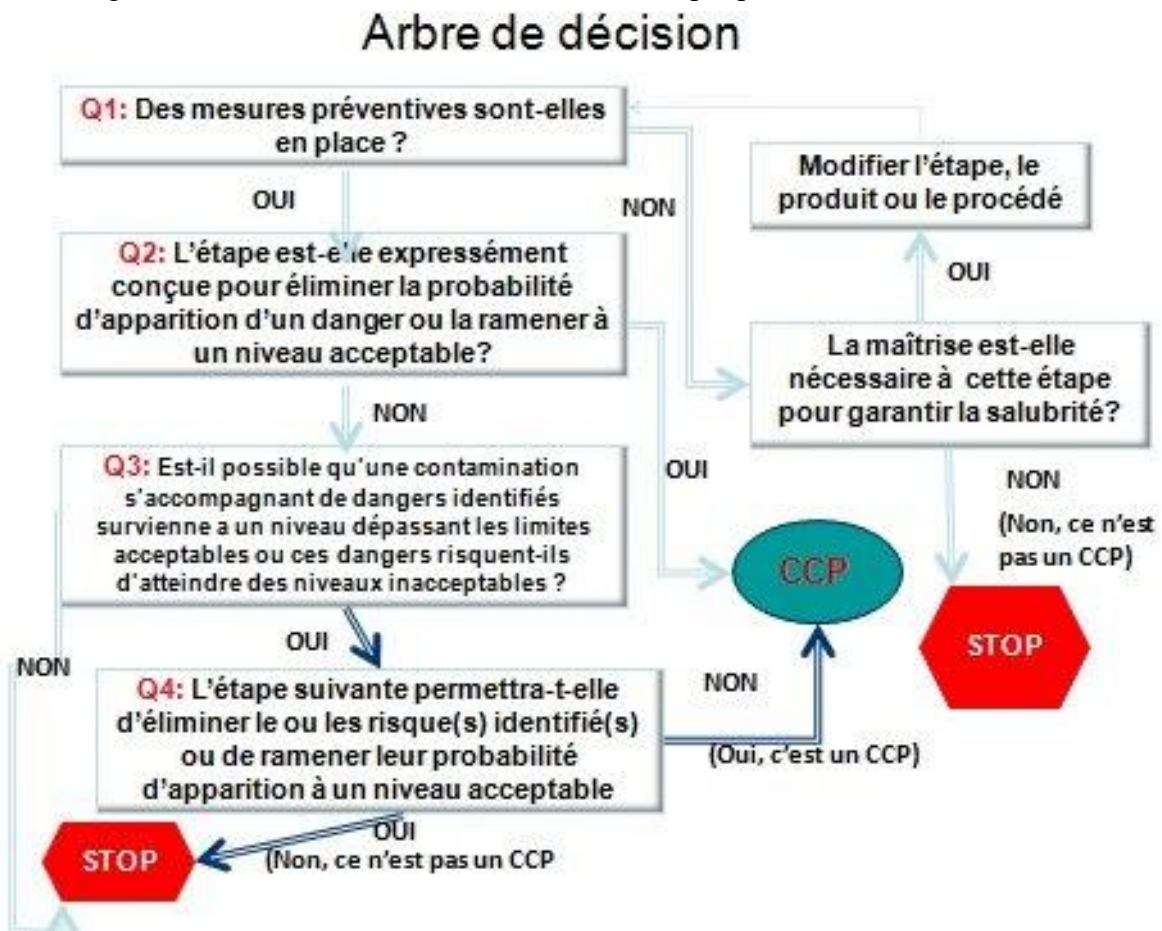 Arbre de décision
Q1: Des mesures préventives sont-elles
en place ?
Modifier l'étape, le
produit ou le procédé
OUI
NON
OUI
Q2: L'étape est-elle expressément
conçue pour éliminer la probabilité
d'apparition d'un danger ou la ramener à
un niveau acceptable?
La maîtrise est-elle
nécessaire à cette étape
pour garantir la salubrité?
NON
OUI
NON
(Non, ce n'est
pas un CCP)
Q3: Est-il possible qu'une contamination
s'accompagnant de dangers identifiés
survienne a un niveau dépassant les limites
acceptables ou ces dangers risquent-ils
d'atteindre des niveaux inacceptables ?
CCP
STOP
OUI
NON
Q4: L'étape suivante permettra-t-elle
d'éliminer le ou les risque(s) identifié(s)
ou de ramener leur probabilité
d'apparition à un niveau acceptable
NON
(Oui, c'est un CCP)
OUI
(Non, ce n'est pas un CCP
STOP